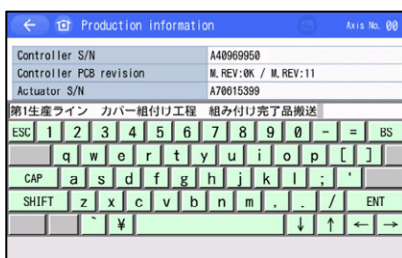 Production information Axis No. 00
Controller S/N A40969950
Controller PCB revision M.REV:0K / M.REV:11
Actuator S/N A70615399
第1生産ライン カバー組付け工程 組み付け完了品搬送
ESC 1 2 3 4 5 6 7 8 9 0 - = BS
q w e r t y u i o p [ ]
CAP a s d f g h j k l ; '
SHIFT z x c v b n m , . / ENT
` ¥ ↓ ↑ ← →